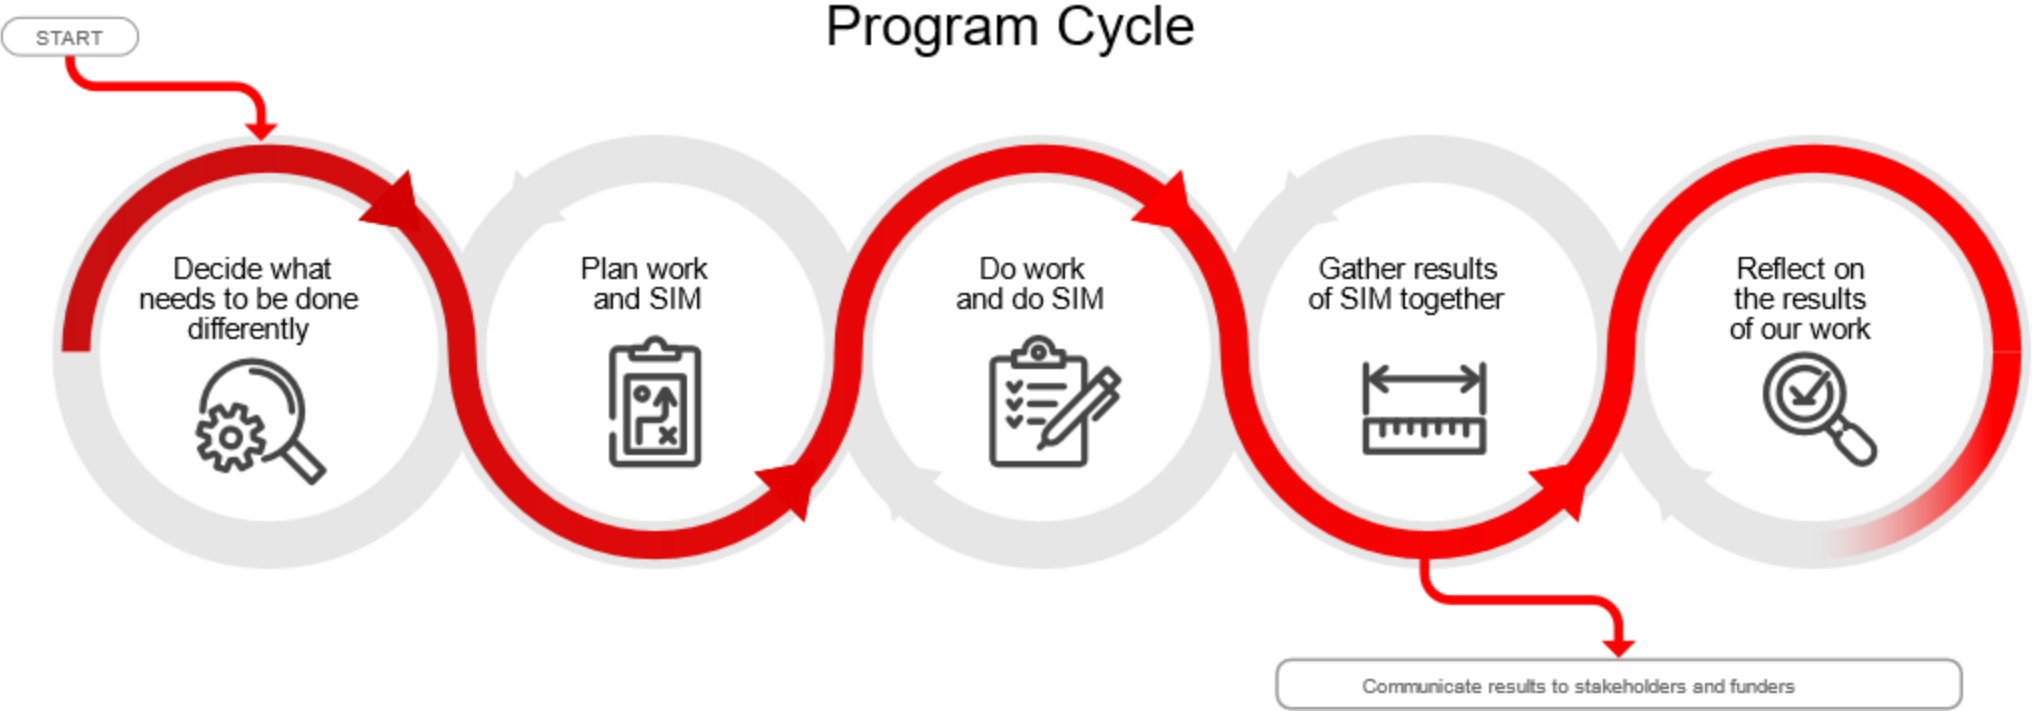 Program Cycle
START
Decide what
needs to be done
differently
Plan work
and SIM
Do work
and do SIM
Gather results
of SIM together
Reflect on
the results
of our work
Communicate results to stakeholders and funders